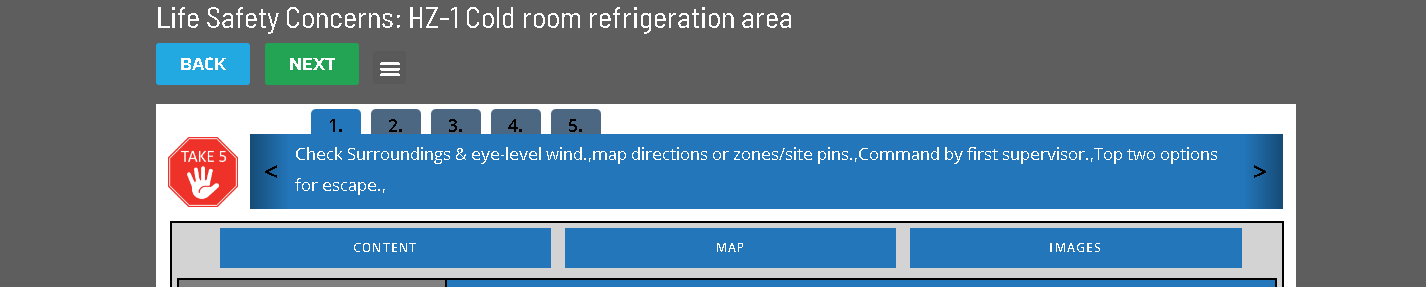 Life Safety Concerns: HZ-1 Cold room refrigeration area
BACK NEXT
1. 2. 3. 4. 5.
TAKE 5
< Check Surroundings & eye-level wind.,map directions or zones/site pins.,Command by first supervisor.,Top two options >
for escape.,
CONTENT MAP IMAGES